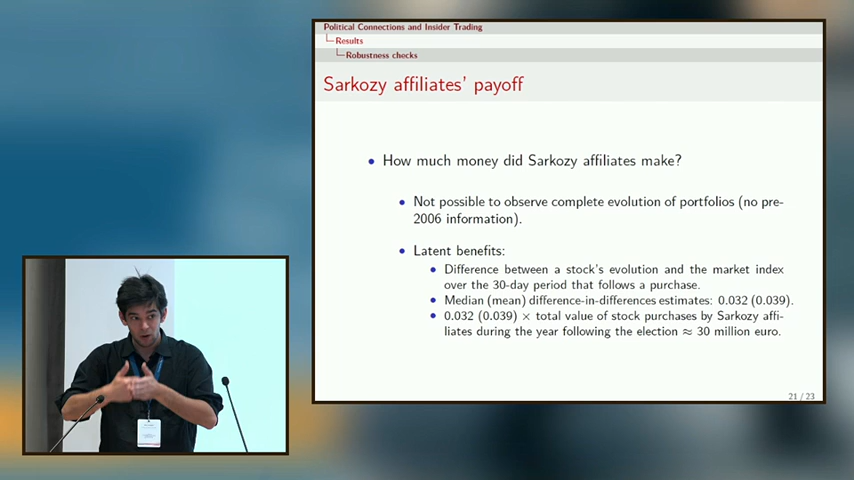 Political Connections and Insider Trading
Results
Robustness checks
Sarkozy affiliates' payoff
How much money did Sarkozy affiliates make?
Not possible to observe complete evolution of portfolios (no pre-
2006 information).
Latent benefits:
Difference between a stock's evolution and the market index
over the 30-day period that follows a purchase.
Median (mean) difference-in-differences estimates: 0.032 (0.039).
0.032 (0.039) × total value of stock purchases by Sarkozy affi-
liates during the year following the election ≈ 30 million euro.
21 / 23